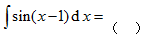 ∫sin(x−1)dx= ( )